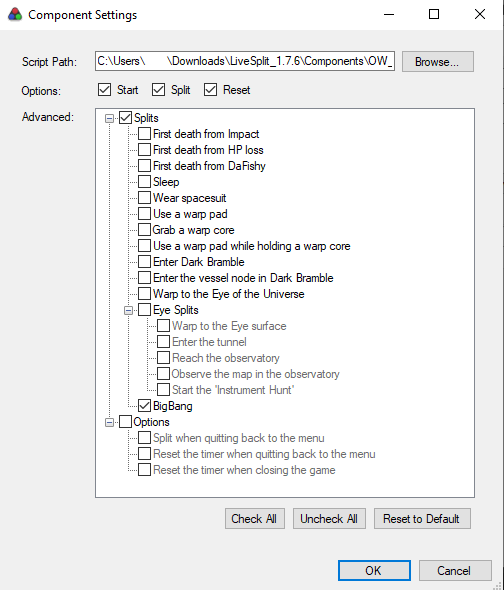 Component Settings
Script Path: C:\Users\ \Downloads\LiveSplit_1.7.6\Components\OW_ Browse...
Options: Start Split Reset
Advanced: Splits
First death from Impact
First death from HP loss
First death from DaFishy
Sleep
Wear spacesuit
Use a warp pad
Grab a warp core
Use a warp pad while holding a warp core
Enter Dark Bramble
Enter the vessel node in Dark Bramble
Warp to the Eye of the Universe
Eye Splits
Warp to the Eye surface
Enter the tunnel
Reach the observatory
Observe the map in the observatory
Start the 'Instrument Hunt'
BigBang
Options
Split when quitting back to the menu
Reset the timer when quitting back to the menu
Reset the timer when closing the game
Check All Uncheck All Reset to Default
OK Cancel